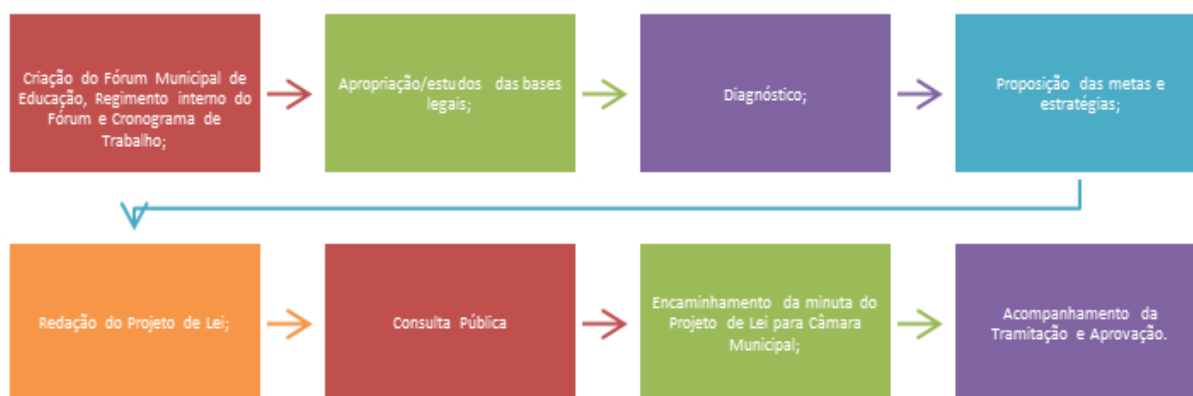 Criação do Fórum Municipal de
Educação, Regimento interno do
Fórum e Cronograma de
Trabalho;
Apropriação/estudos das bases
legais;
Diagnóstico;
Proposição das metas e
estratégias;
Redação do Projeto de Lei;
Consulta Pública
Encaminhamento da minuta do
Projeto de Lei para Câmara
Municipal;
Acompanhamento da
Tramitação e Aprovação.